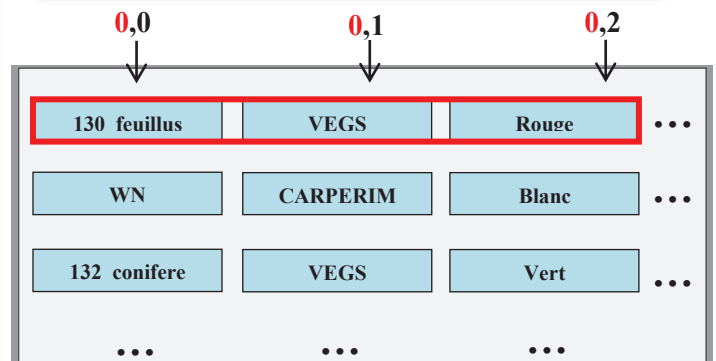 0,0 0,1 0,2
130 feuillus VEGS Rouge ...
WN CARPERIM Blanc ...
132 conifere VEGS Vert ...
... ... ...